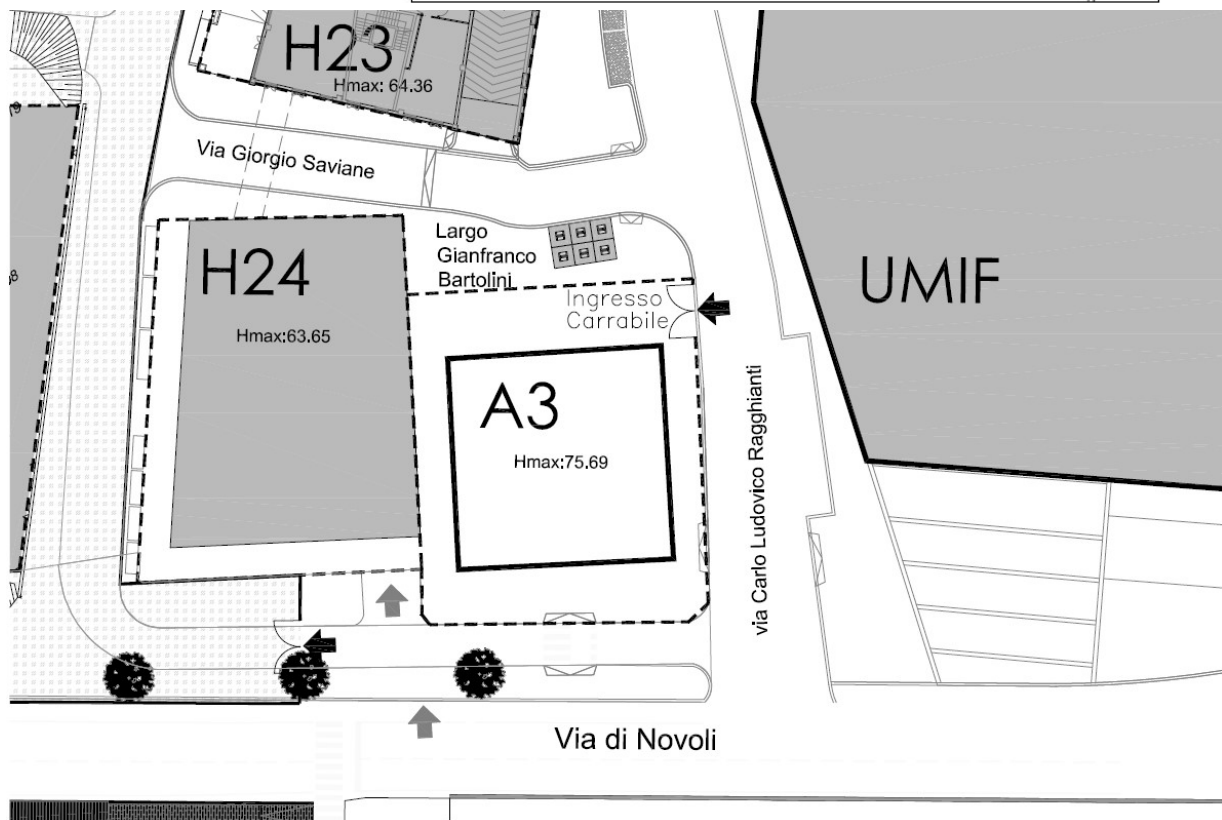 H23
Hmax: 64.36
Via Giorgio Saviane
Largo
Gianfranco
Bartolini
H24
Hmax:63.65
Ingresso
Carrabile
UMIF
A3
Hmax:75.69
via Carlo Ludovico Ragghianti
Via di Novoli